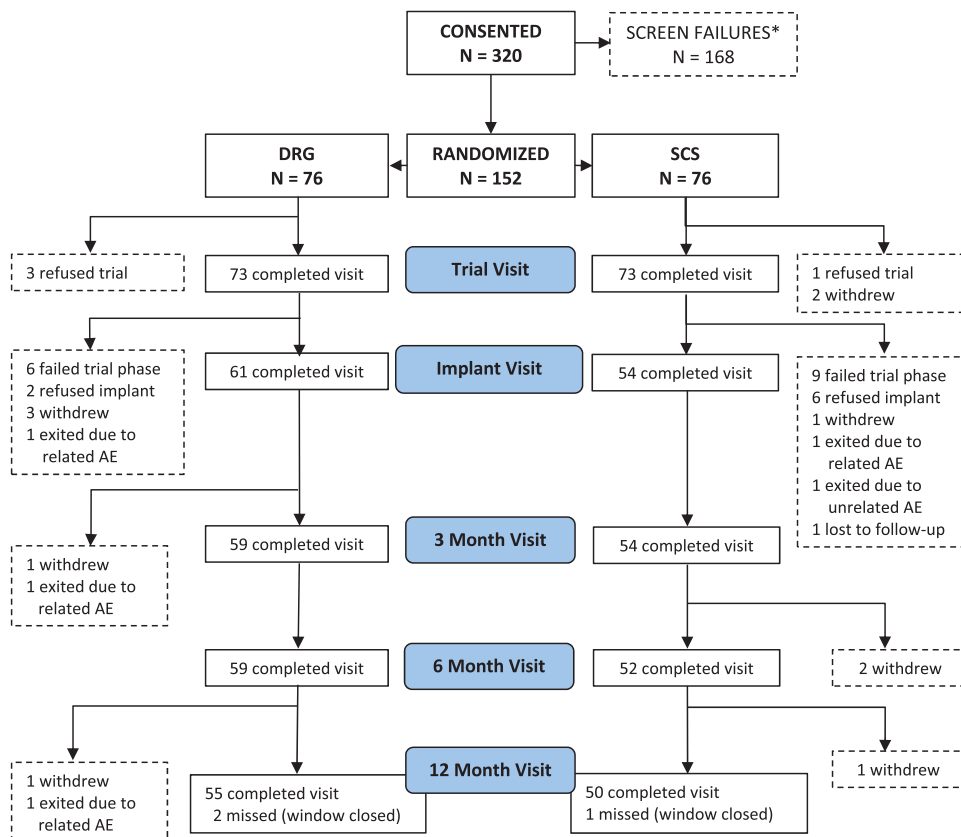 CONSENTED
N = 320
SCREEN FAILURES*
N = 168
DRG
N = 76
RANDOMIZED
N = 152
SCS
N = 76
3 refused trial
73 completed visit
Trial Visit
73 completed visit
1 refused trial
2 withdrew
6 failed trial phase
2 refused implant
3 withdrew
1 exited due to
related AE
61 completed visit
Implant Visit
54 completed visit
9 failed trial phase
6 refused implant
1 withdrew
1 exited due to
related AE
1 exited due to
unrelated AE
1 lost to follow-up
1 withdrew
1 exited due to
related AE
59 completed visit
3 Month Visit
54 completed visit
59 completed visit
6 Month Visit
52 completed visit
2 withdrew
1 withdrew
1 exited due to
related AE
55 completed visit
2 missed (window closed)
12 Month Visit
50 completed visit
1 missed (window closed)
1 withdrew